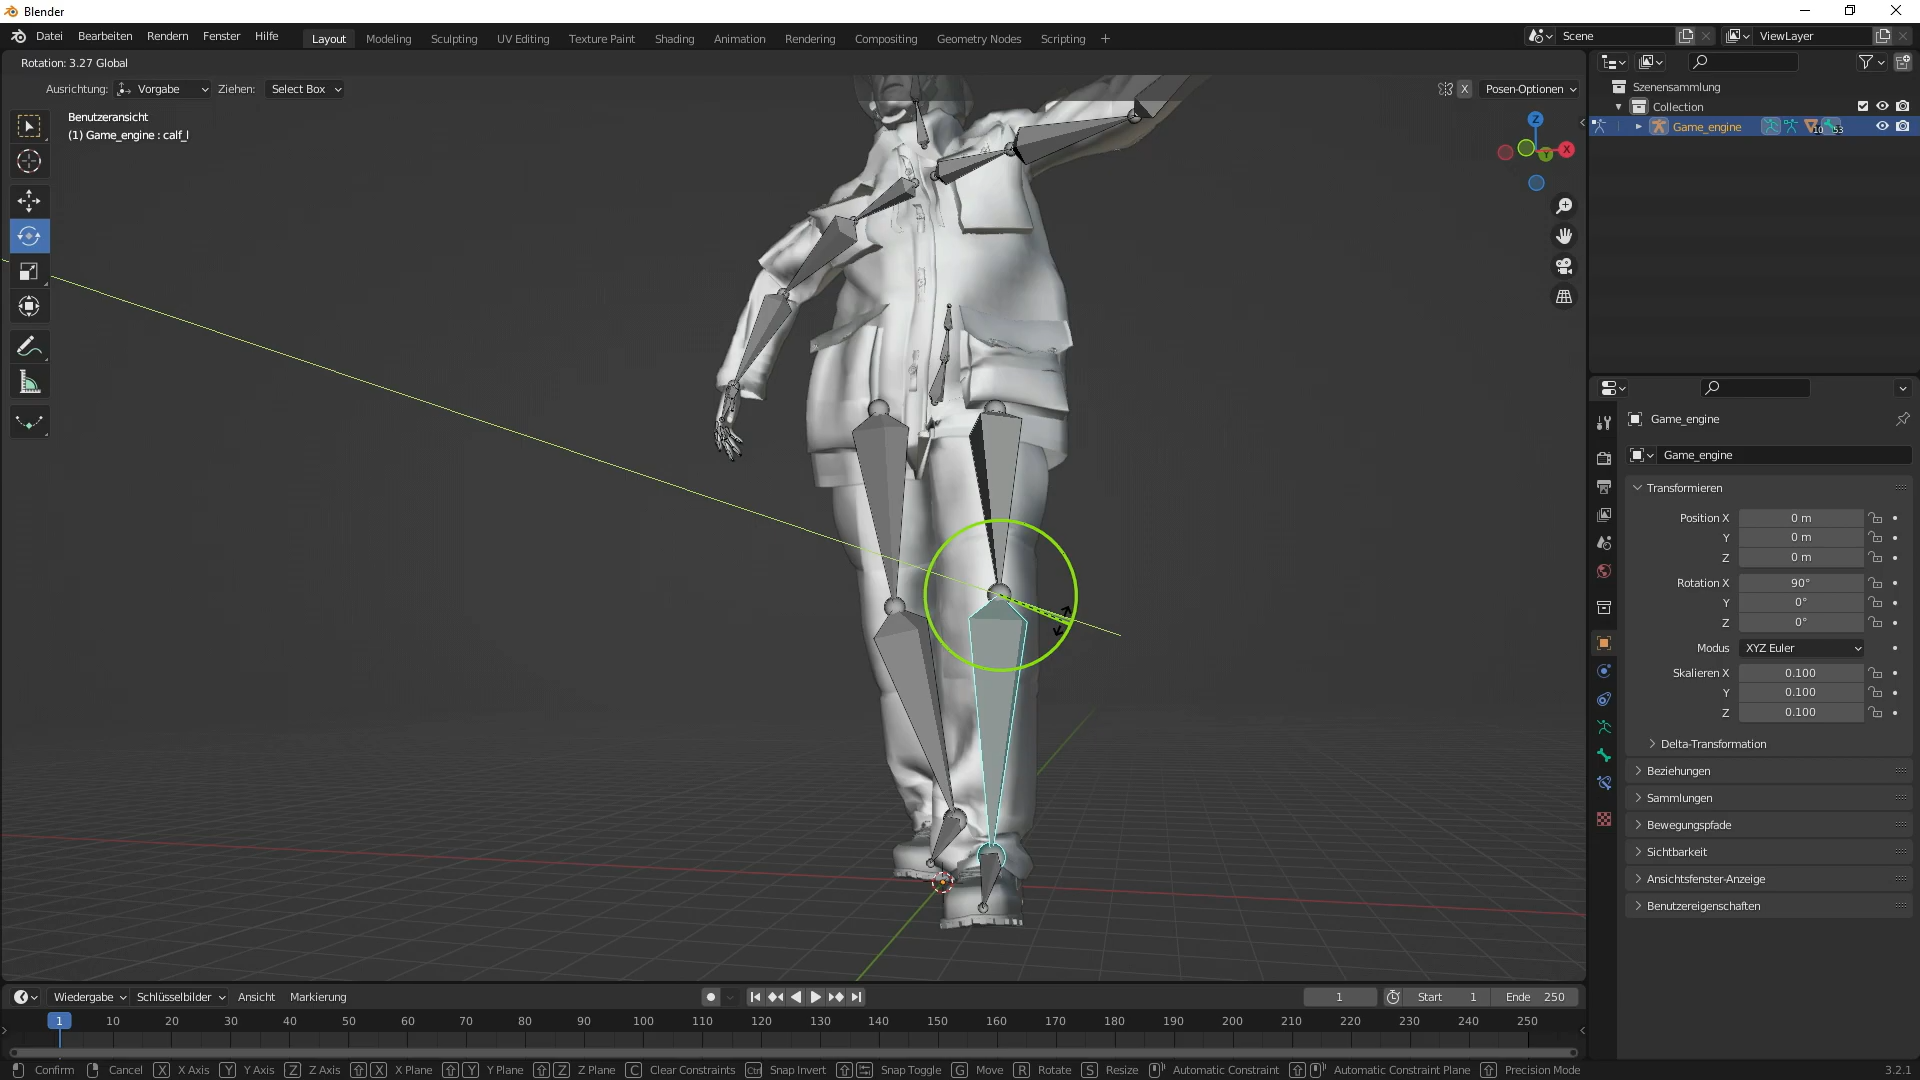 Blender
Datei Bearbeiten Rendern Fenster Hilfe Layout Modeling Sculpting UV Editing Texture Paint Shading Animation Rendering Compositing Geometry Nodes Scripting + Scene ViewLayer
Rotation: 3.27 Global
Ausrichtung: Vorgabe Ziehen: Select Box X Posen-Optionen
Benutzeransicht
(1) Game_engine : calf_l
Z
X
Y
Szenensammlung
Collection
Game_engine 10 53
Game_engine
Game_engine
Transformieren
Position X 0 m
Y 0 m
Z 0 m
Rotation X 90°
Y 0°
Z 0°
Modus XYZ Euler
Skalieren X 0.100
Y 0.100
Z 0.100
Delta-Transformation
Beziehungen
Sammlungen
Bewegungspfade
Sichtbarkeit
Ansichtsfenster-Anzeige
Benutzereigenschaften
Wiedergabe Schlüsselbilder Ansicht Markierung 1 Start 1 Ende 250
1 10 20 30 40 50 60 70 80 90 100 110 120 130 140 150 160 170 180 190 200 210 220 230 240 250
Confirm Cancel X X Axis Y Y Axis Z Z Axis X X Plane Y Y Plane Z Z Plane C Clear Constraints Ctrl Snap Invert Snap Toggle G Move R Rotate S Resize Automatic Constraint Automatic Constraint Plane Precision Mode 3.2.1